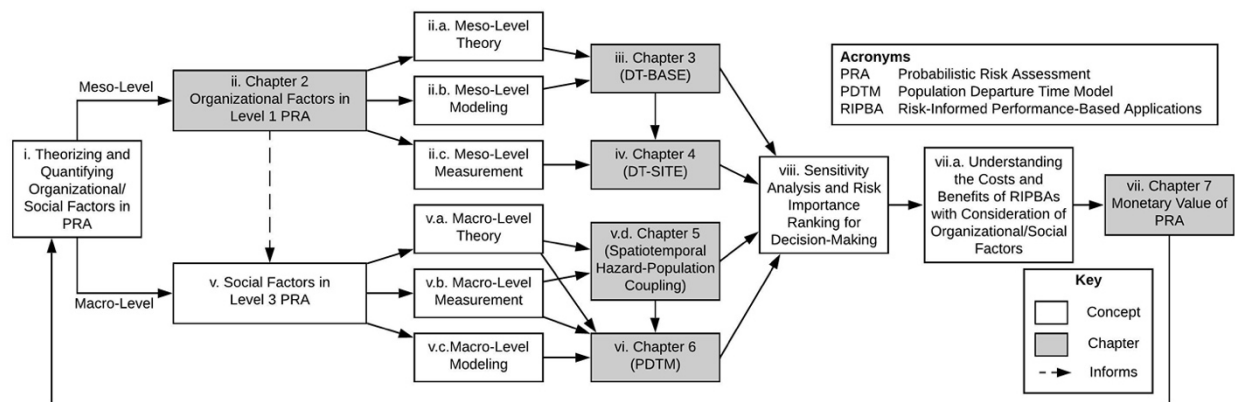 i. Theorizing and
Quantifying
Organizational/
Social Factors in
PRA
Meso-Level
Macro-Level
ii. Chapter 2
Organizational Factors in
Level 1 PRA
v. Social Factors in
Level 3 PRA
ii.a. Meso-Level
Theory
ii.b. Meso-Level
Modeling
ii.c. Meso-Level
Measurement
v.a. Macro-Level
Theory
v.b. Macro-Level
Measurement
v.c.Macro-Level
Modeling
iii. Chapter 3
(DT-BASE)
iv. Chapter 4
(DT-SITE)
v.d. Chapter 5
(Spatiotemporal
Hazard-Population
Coupling)
vi. Chapter 6
(PDTM)
viii. Sensitivity
Analysis and Risk
Importance
Ranking for
Decision-Making
vii.a. Understanding
the Costs and
Benefits of RIPBAs
with Consideration of
Organizational/Social
Factors
vii. Chapter 7
Monetary Value of
PRA
Acronyms
PRA Probabilistic Risk Assessment
PDTM Population Departure Time Model
RIPBA Risk-Informed Performance-Based Applications
Key
Concept
Chapter
Informs